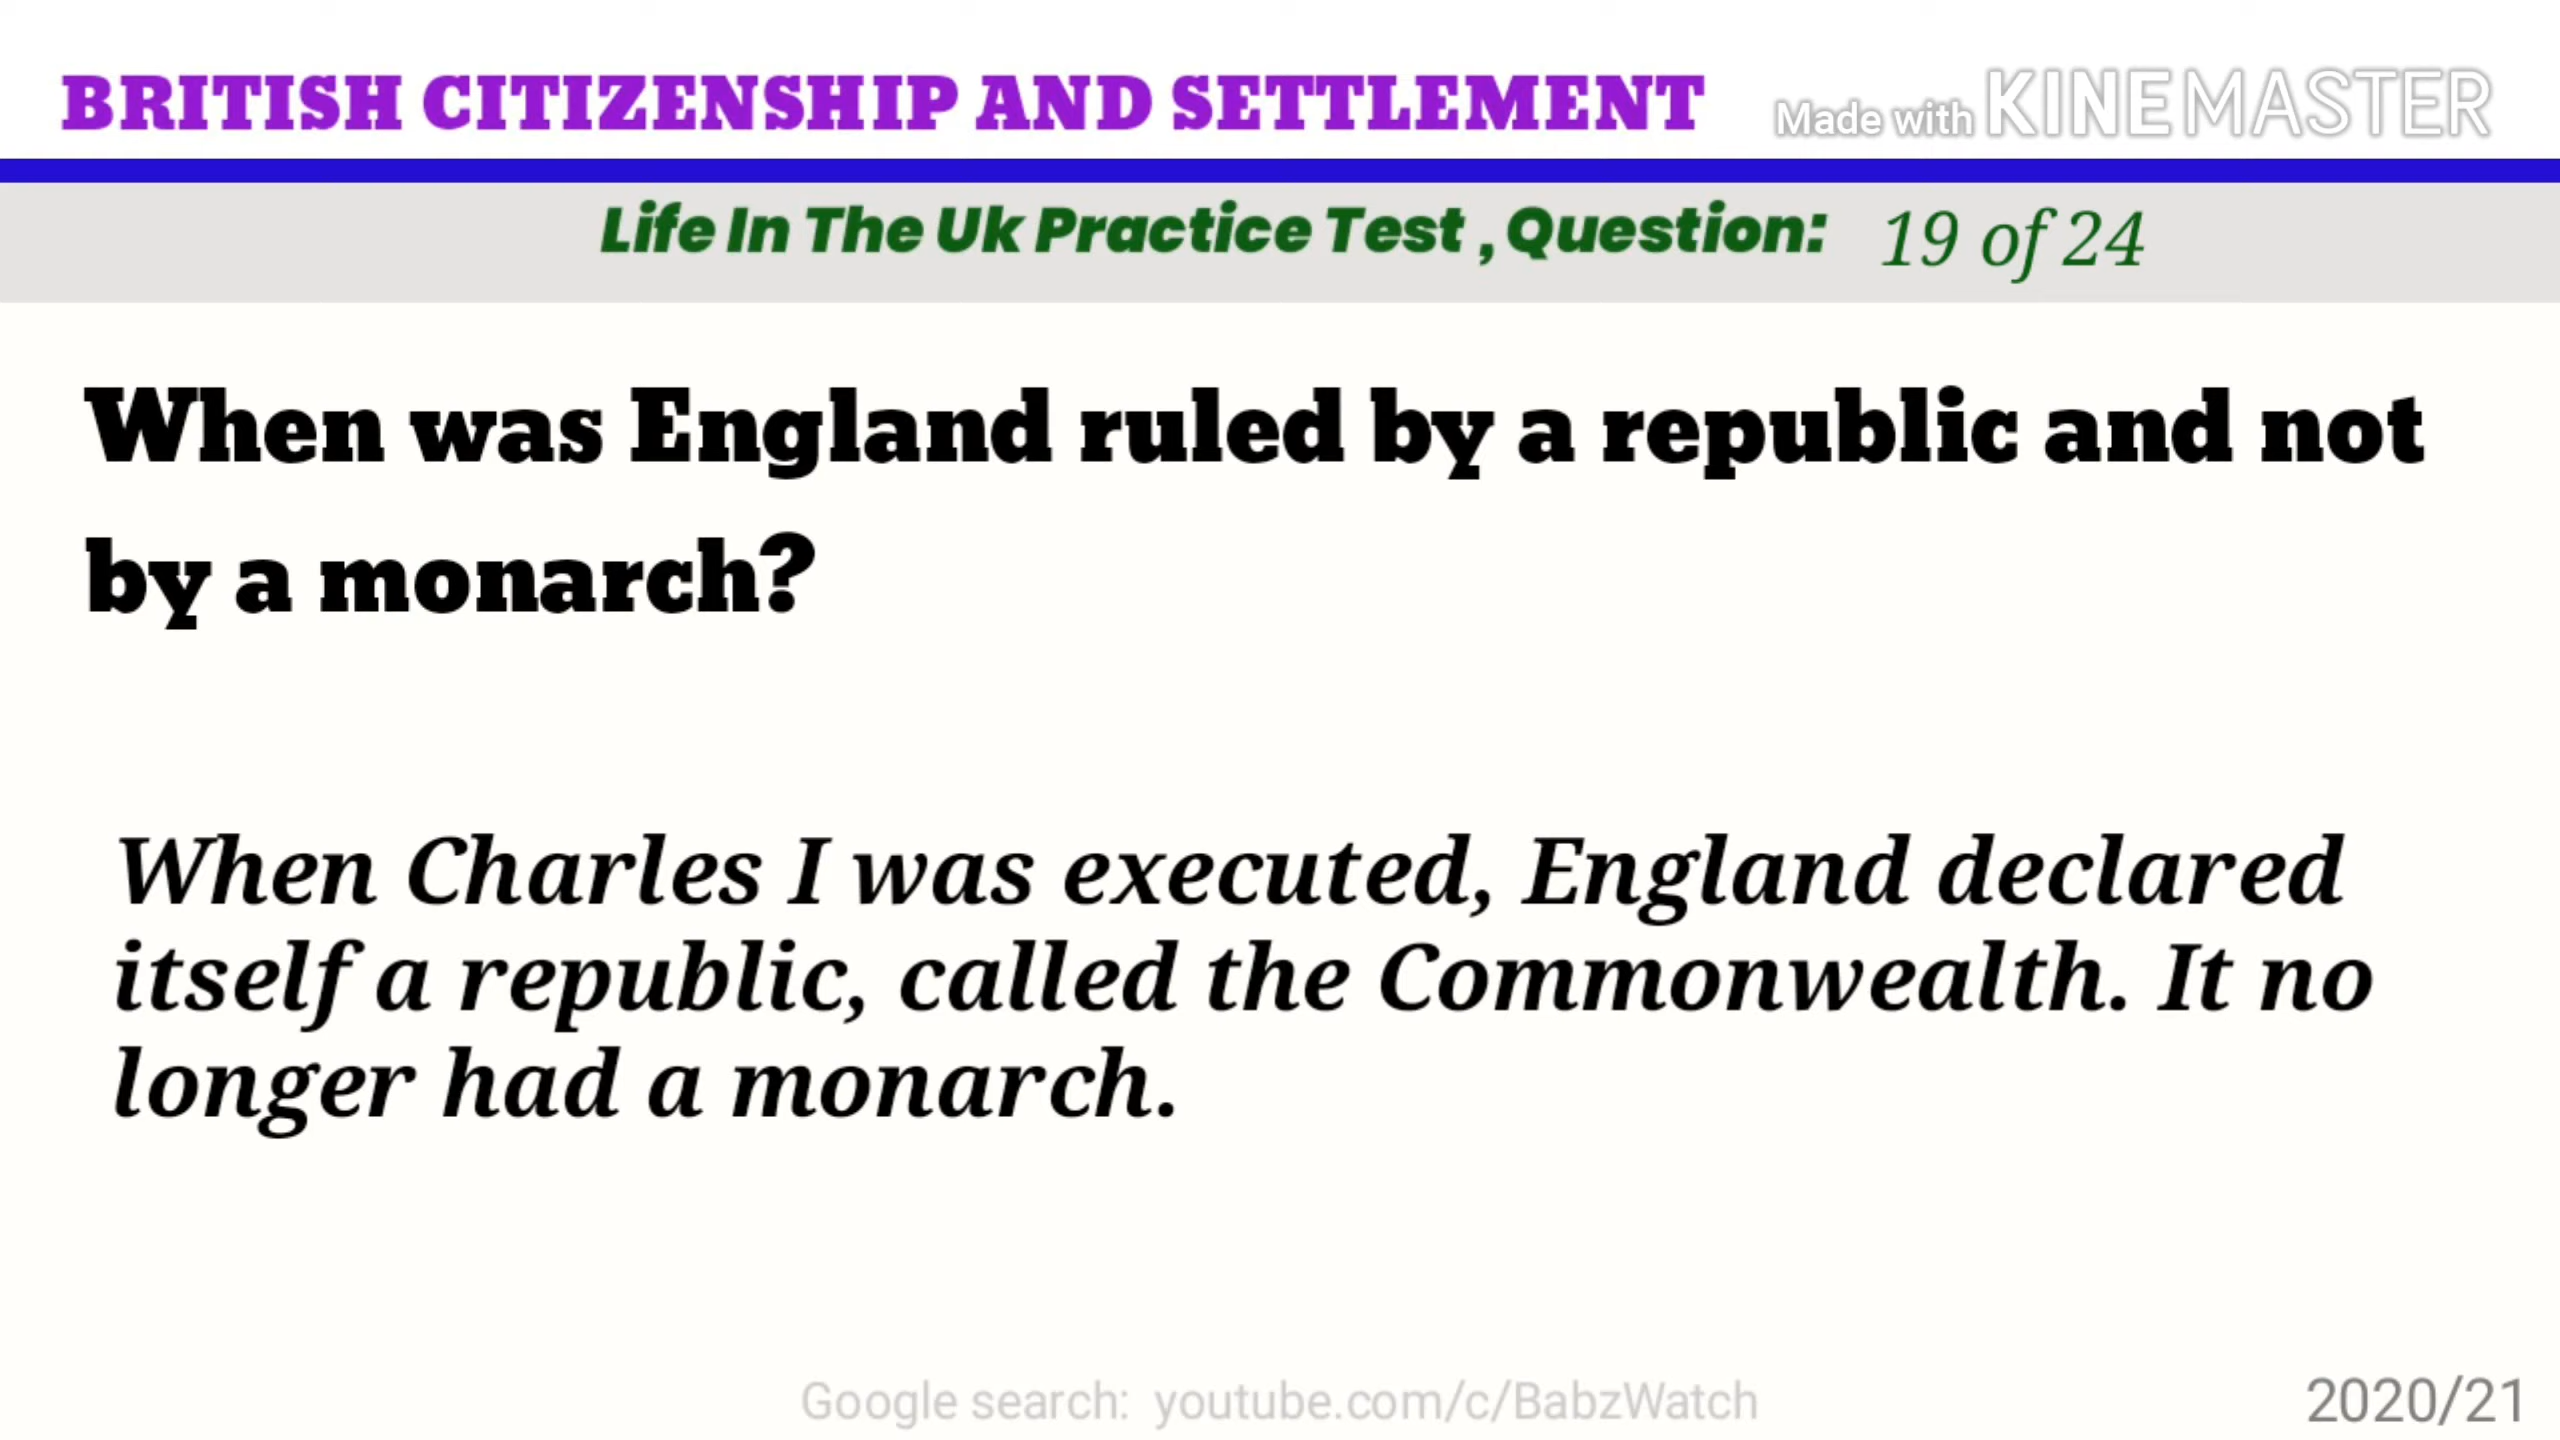 BRITISH CITIZENSHIP AND SETTLEMENT
Made with KINEMASTER
Life In The Uk Practice Test , Question: 19 of 24
When was England ruled by a republic and not
by a monarch?
When Charles I was executed, England declared
itself a republic, called the Commonwealth. It no
longer had a monarch.
Google search: youtube.com/c/BabzWatch
2020/21